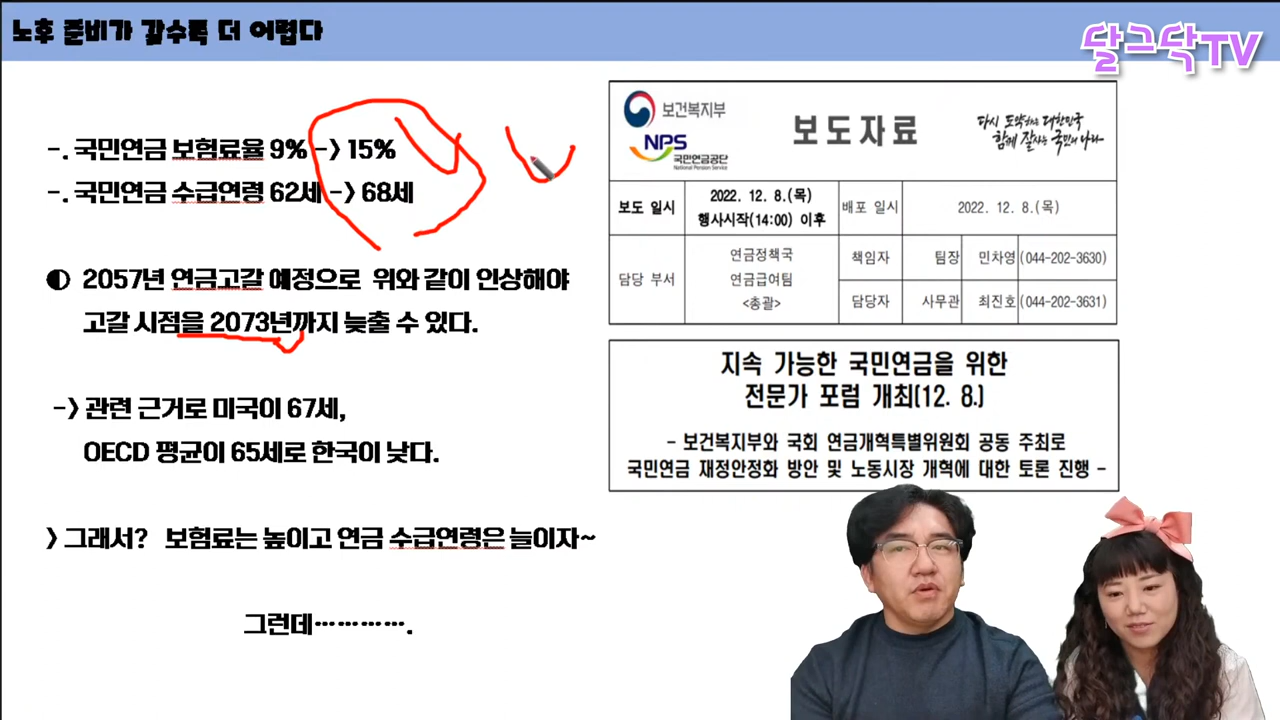 노후 준비가 갈수록 더 어렵다
달그닥TV
-. 국민연금 보험료율 9% -> 15%
-. 국민연금 수급연령 62세 -> 68세
◐ 2057년 연금고갈 예정으로 위와 같이 인상해야
고갈 시점을 2073년까지 늦출 수 있다.
-> 관련 근거로 미국이 67세,
OECD 평균이 65세로 한국이 낮다.
> 그래서? 보험료는 높이고 연금 수급연령은 늘이자~
그런데…………….
보건복지부
NPS
국민연금공단
National Pension Service
보도자료
다시 도약하는 대한민국
함께 잘사는 국민의 나라
보도 일시 2022. 12. 8.(목) 행사시작(14:00) 이후 배포 일시 2022. 12. 8.(목)
담당 부서 연금정책국 연금급여팀 <총괄>
책임자 팀장 민차영 (044-202-3630)
담당자 사무관 최진호 (044-202-3631)
지속 가능한 국민연금을 위한
전문가 포럼 개최(12. 8.)
- 보건복지부와 국회 연금개혁특별위원회 공동 주최로
국민연금 재정안정화 방안 및 노동시장 개혁에 대한 토론 진행 -